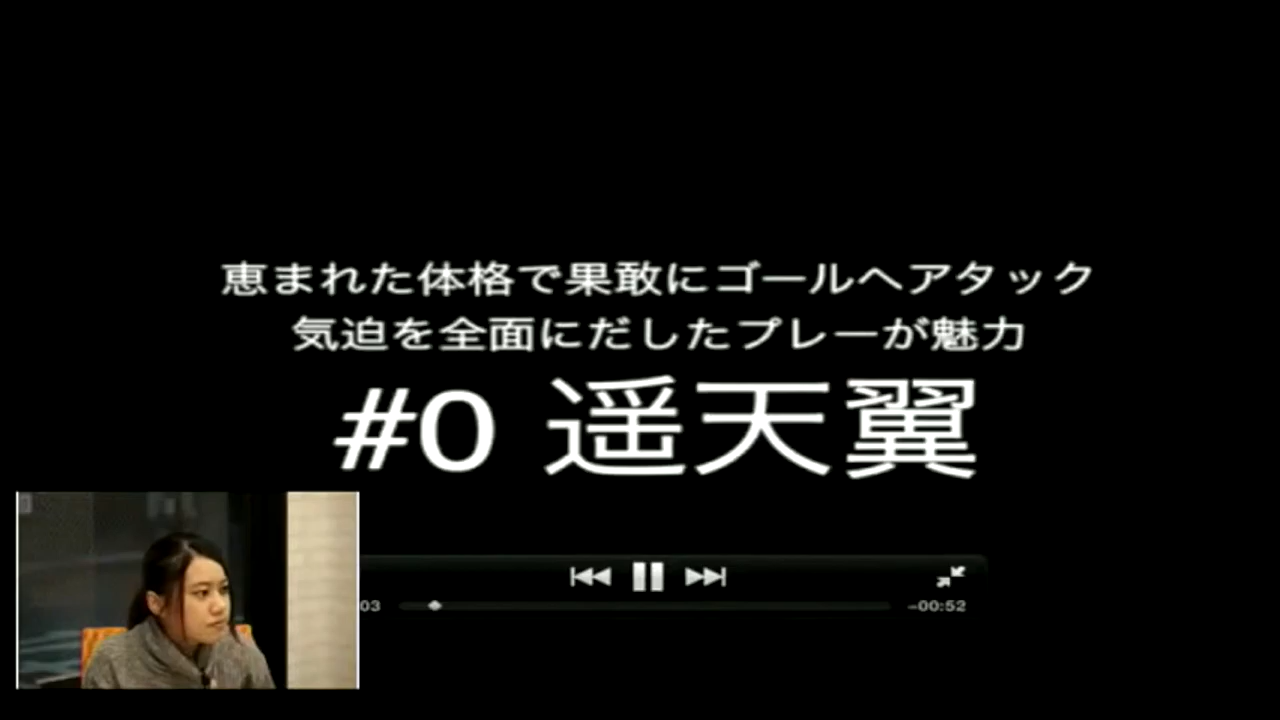 恵まれた体格で果敢にゴールへアタック
気迫を全面にだしたプレーが魅力
#0 遥天翼
03
-00:52